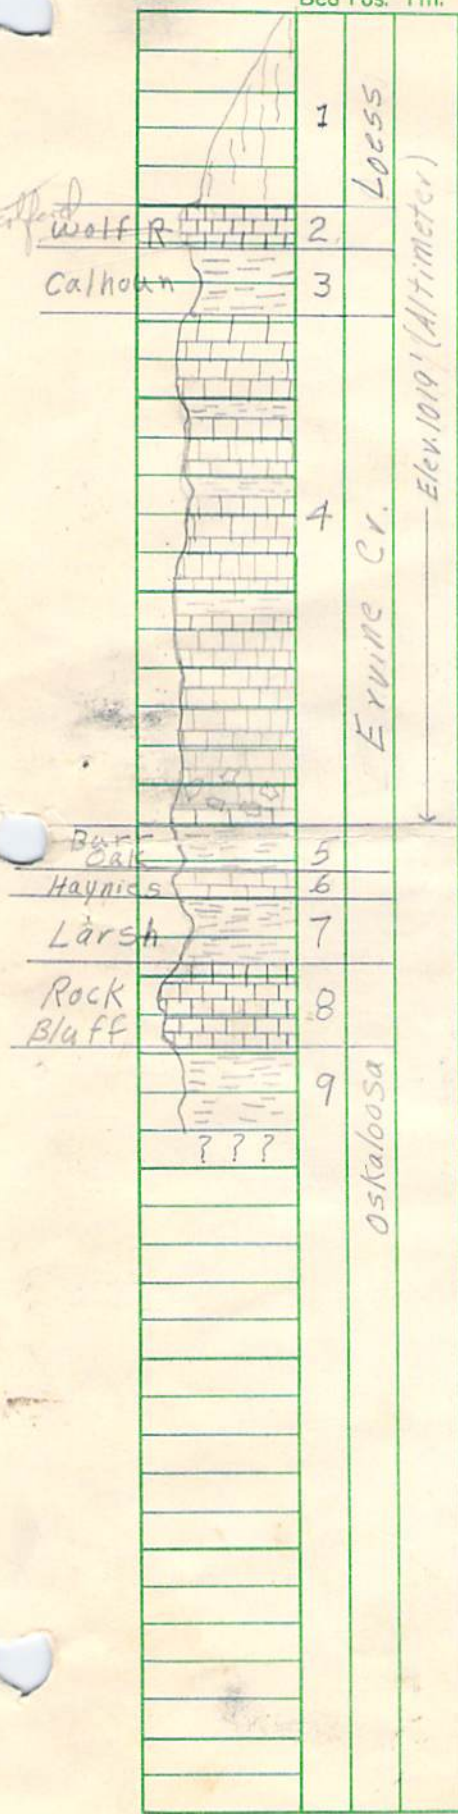 Bed Pos. Fm.
1
Loess
Wolf R
2
Calhoun
3
4
Ervine Cr.
Elev. 1019' (Altimeter)
Burr
Oak
5
Haynies
6
Larsh
7
Rock
Bluff
8
9
Oskaloosa
? ? ?